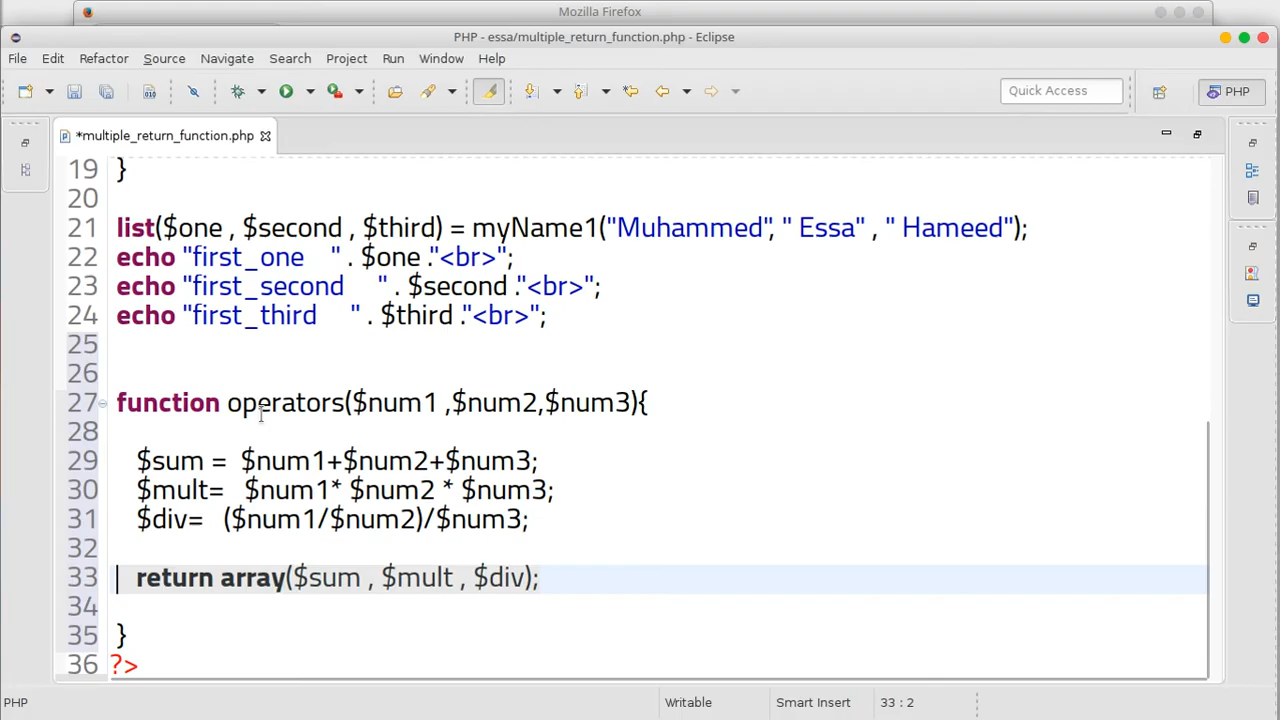 Mozilla Firefox
PHP - essa/multiple_return_function.php - Eclipse
File Edit Refactor Source Navigate Search Project Run Window Help
Quick Access
PHP
*multiple_return_function.php
19 }
20
21 list($one , $second , $third) = myName1("Muhammed", " Essa" , " Hameed");
22 echo "first_one    " . $one ."<br>";
23 echo "first_second     " . $second ."<br>";
24 echo "first_third     " . $third ."<br>";
25
26
27 function operators($num1 ,$num2,$num3){
28
29 $sum =  $num1+$num2+$num3;
30 $mult=   $num1* $num2 * $num3;
31 $div=   ($num1/$num2)/$num3;
32
33 return array($sum , $mult , $div);
34
35 }
36 ?>
PHP Writable Smart Insert 33 : 2